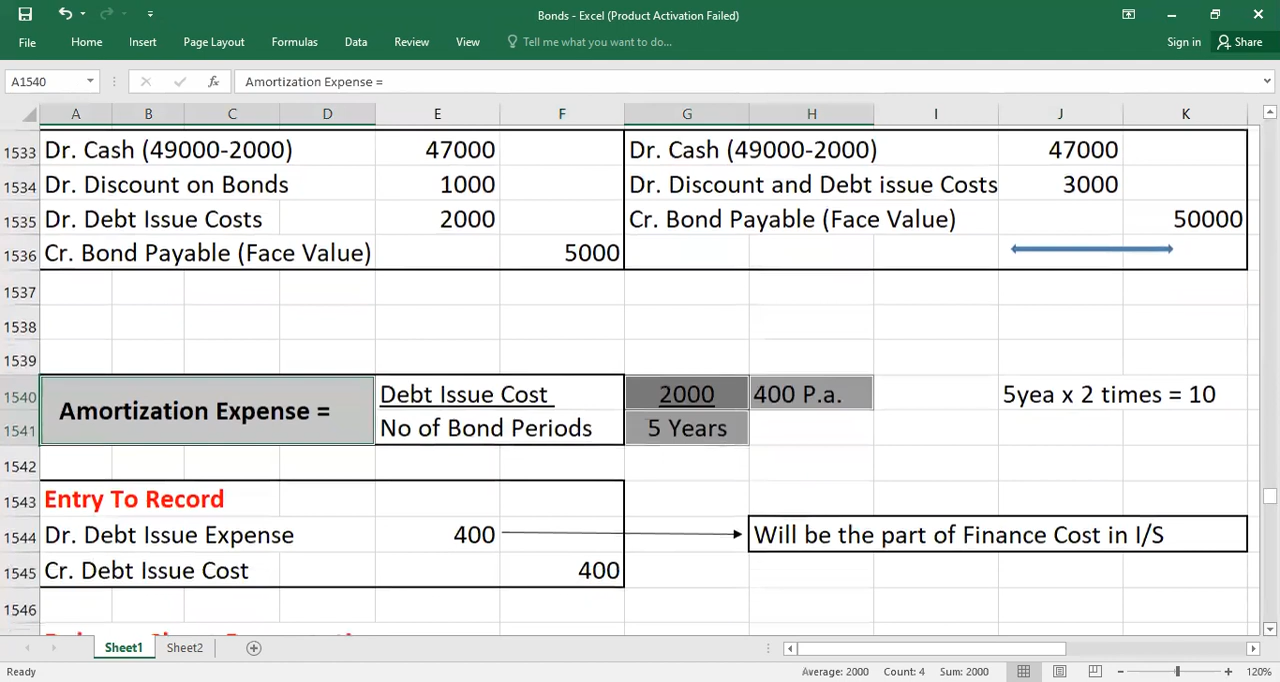 Bonds - Excel (Product Activation Failed)
File Home Insert Page Layout Formulas Data Review View Tell me what you want to do... Sign in Share
A1540 fx Amortization Expense =
A B C D E F G H I J K
1533 Dr. Cash (49000-2000) 47000 Dr. Cash (49000-2000) 47000
1534 Dr. Discount on Bonds 1000 Dr. Discount and Debt issue Costs 3000
1535 Dr. Debt Issue Costs 2000 Cr. Bond Payable (Face Value) 50000
1536 Cr. Bond Payable (Face Value) 5000
1537
1538
1539
1540 Amortization Expense = Debt Issue Cost 2000 400 P.a. 5yea x 2 times = 10
1541 No of Bond Periods 5 Years
1542
1543 Entry To Record
1544 Dr. Debt Issue Expense 400 Will be the part of Finance Cost in I/S
1545 Cr. Debt Issue Cost 400
1546
Sheet1 Sheet2
Ready Average: 2000 Count: 4 Sum: 2000 120%